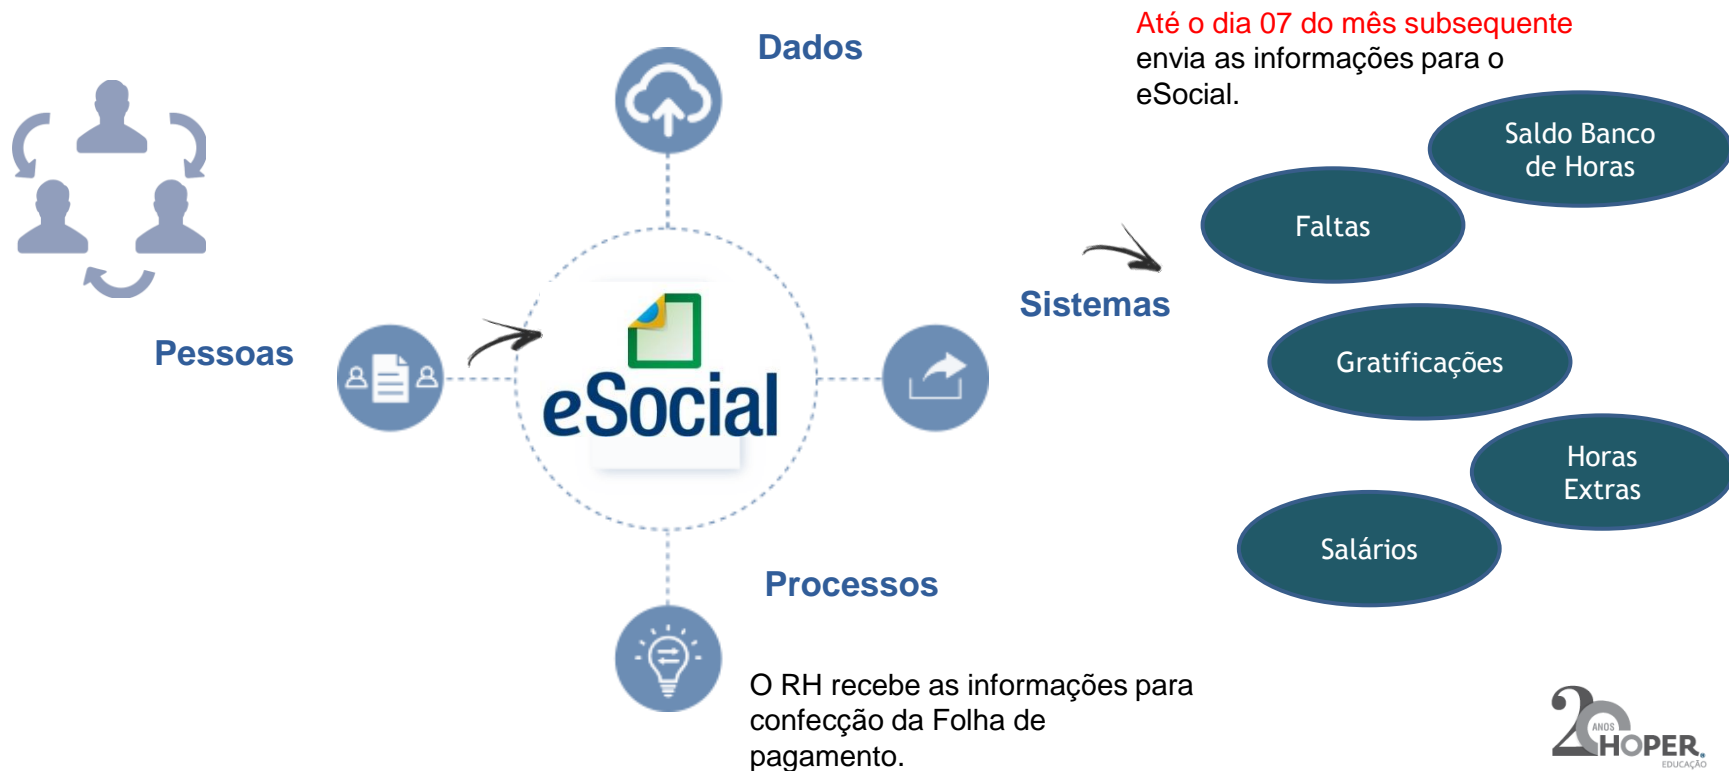 Até o dia 07 do mês subsequente
envia as informações para o
eSocial.
Dados
Saldo Banco
de Horas
Faltas
Sistemas
Pessoas
eSocial
Gratificações
Horas
Extras
Salários
Processos
O RH recebe as informações para
confecção da Folha de
pagamento.
20 ANOS
HOPER.
EDUCAÇÃO